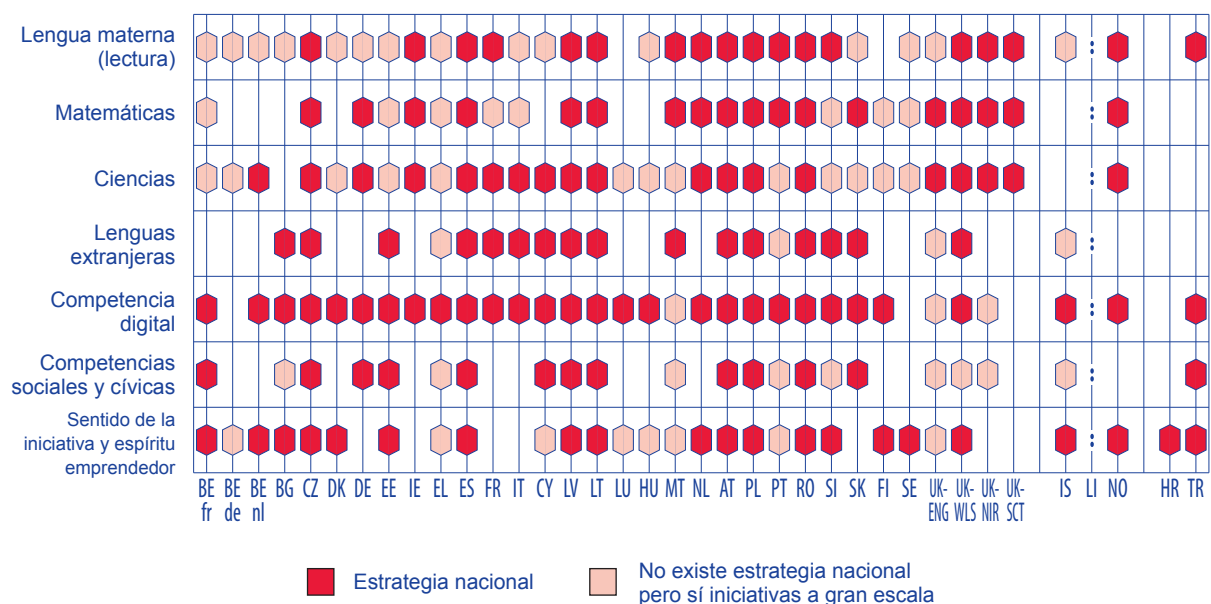 Lengua materna
(lectura)
Matemáticas
Ciencias
Lenguas
extranjeras
Competencia
digital
Competencias
sociales y cívicas
Sentido de la
iniciativa y espíritu
emprendedor
BE BE BE BG CZ DK DE EE IE EL ES FR IT CY LV LT LU HU MT NL AT PL PT RO SI SK FI SE UK- UK- UK- UK- IS LI NO HR TR
fr de nl ENG WLS NIR SCT
Estrategia nacional
No existe estrategia nacional
pero sí iniciativas a gran escala